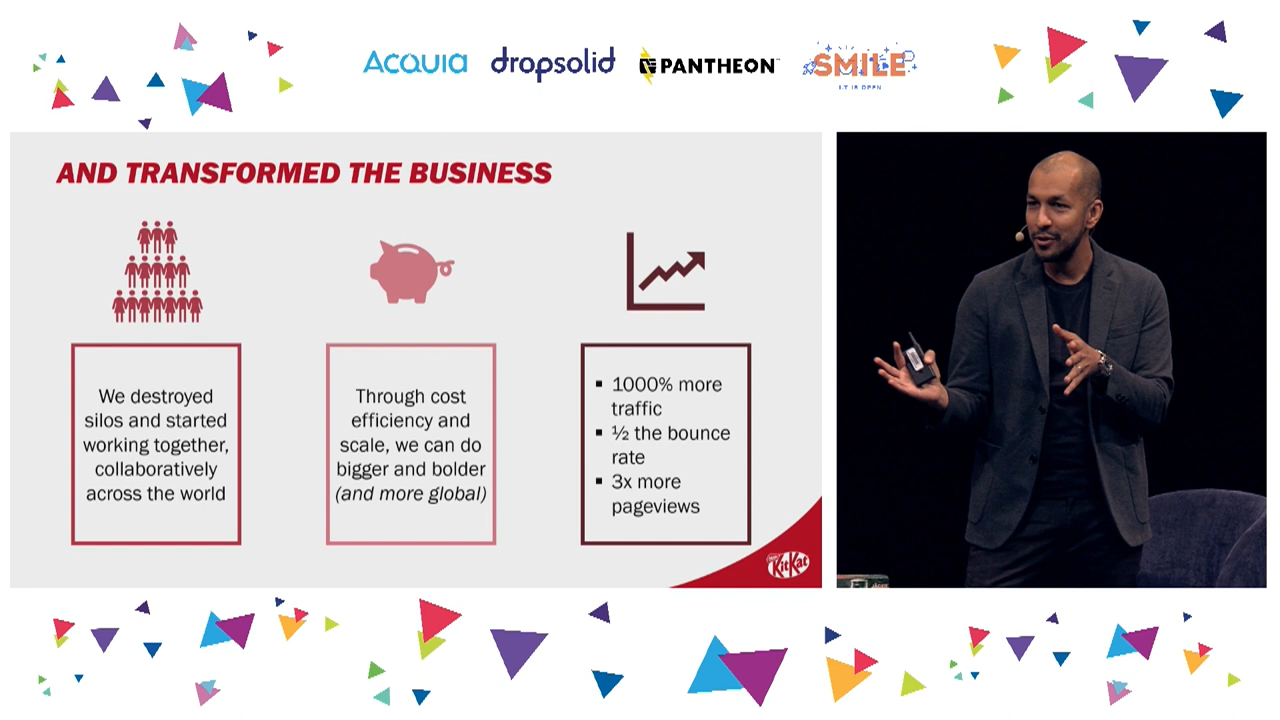 ACQUIA dropsolid PANTHEON SMILE
I.T IS OPEN
AND TRANSFORMED THE BUSINESS
We destroyed
silos and started
working together,
collaboratively
across the world
Through cost
efficiency and
scale, we can do
bigger and bolder
(and more global)
▪ 1000% more
traffic
▪ ½ the bounce
rate
▪ 3x more
pageviews
KitKat